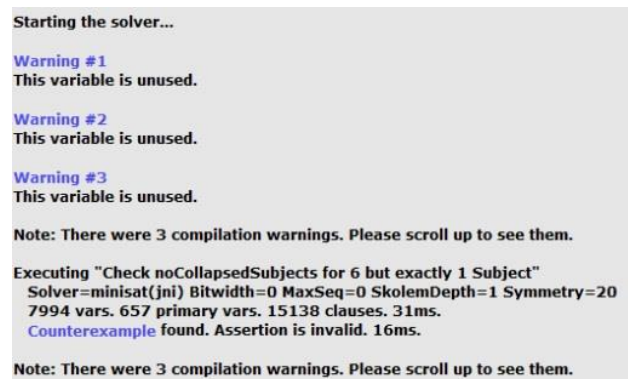 Starting the solver...
Warning #1
This variable is unused.
Warning #2
This variable is unused.
Warning #3
This variable is unused.
Note: There were 3 compilation warnings. Please scroll up to see them.
Executing "Check noCollapsedSubjects for 6 but exactly 1 Subject"
Solver=minisat(jni) Bitwidth=0 MaxSeq=0 SkolemDepth=1 Symmetry=20
7994 vars. 657 primary vars. 15138 clauses. 31ms.
Counterexample found. Assertion is invalid. 16ms.
Note: There were 3 compilation warnings. Please scroll up to see them.